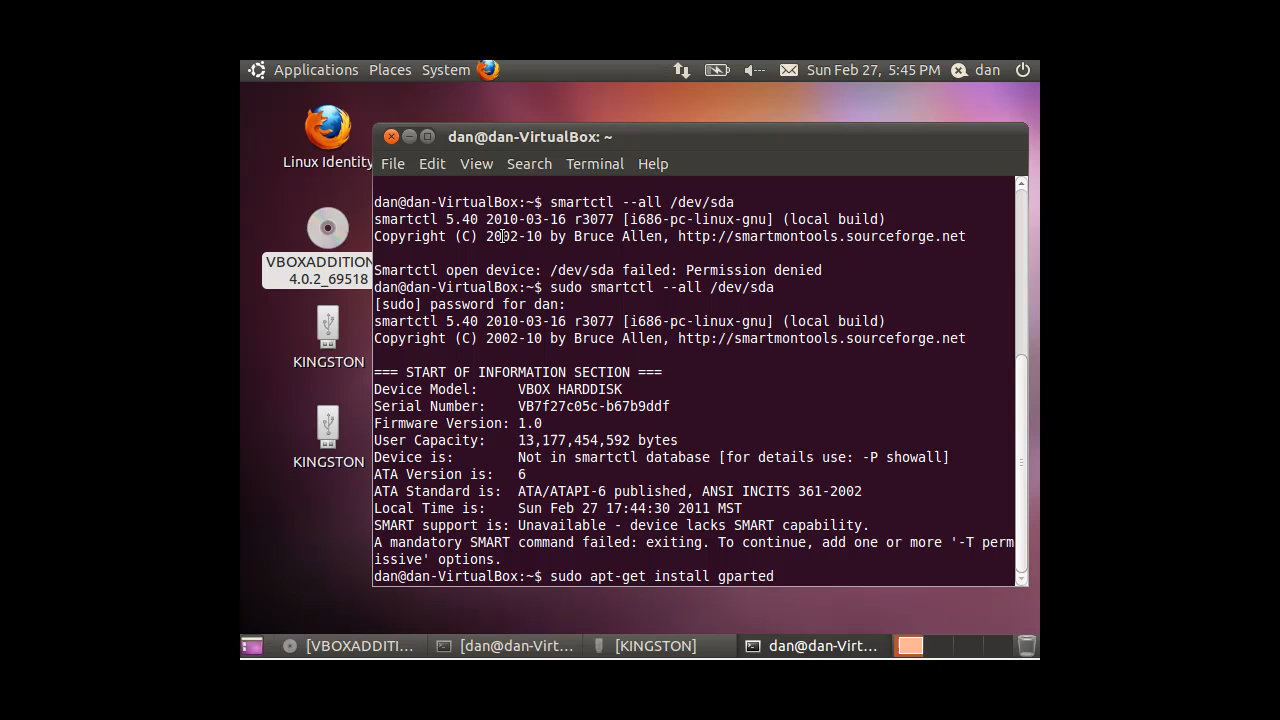 Applications Places System Sun Feb 27, 5:45 PM dan
Linux Identity
VBOXADDITION
4.0.2_69518
KINGSTON
KINGSTON
dan@dan-VirtualBox: ~
File Edit View Search Terminal Help
dan@dan-VirtualBox:~$ smartctl --all /dev/sda
smartctl 5.40 2010-03-16 r3077 [i686-pc-linux-gnu] (local build)
Copyright (C) 2002-10 by Bruce Allen, http://smartmontools.sourceforge.net
Smartctl open device: /dev/sda failed: Permission denied
dan@dan-VirtualBox:~$ sudo smartctl --all /dev/sda
[sudo] password for dan:
smartctl 5.40 2010-03-16 r3077 [i686-pc-linux-gnu] (local build)
Copyright (C) 2002-10 by Bruce Allen, http://smartmontools.sourceforge.net
=== START OF INFORMATION SECTION ===
Device Model: VBOX HARDDISK
Serial Number: VB7f27c05c-b67b9ddf
Firmware Version: 1.0
User Capacity: 13,177,454,592 bytes
Device is: Not in smartctl database [for details use: -P showall]
ATA Version is: 6
ATA Standard is: ATA/ATAPI-6 published, ANSI INCITS 361-2002
Local Time is: Sun Feb 27 17:44:30 2011 MST
SMART support is: Unavailable - device lacks SMART capability.
A mandatory SMART command failed: exiting. To continue, add one or more '-T perm
issive' options.
dan@dan-VirtualBox:~$ sudo apt-get install gparted
[VBOXADDITI... [dan@dan-Virt... [KINGSTON] dan@dan-Virt...